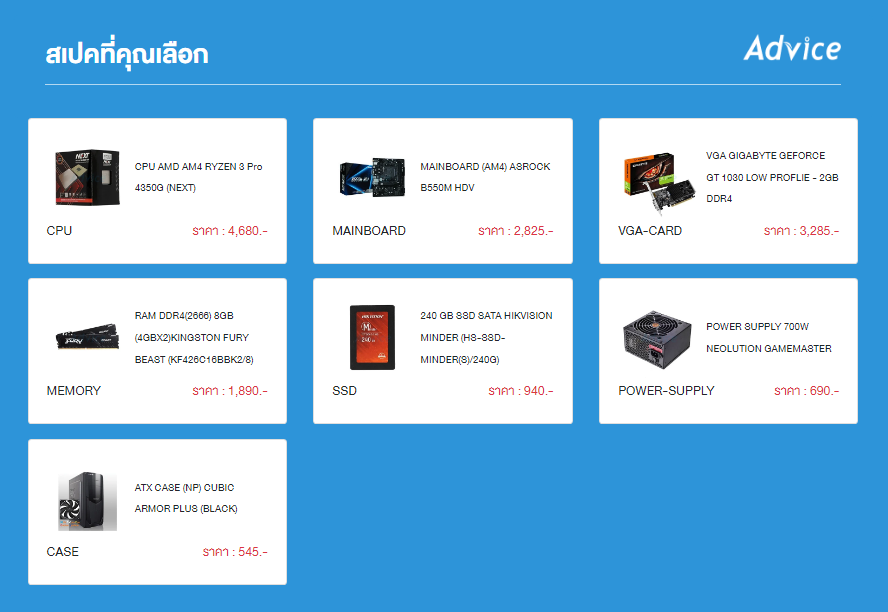 สเปคที่คุณเลือก
Advice
CPU AMD AM4 RYZEN 3 Pro
4350G (NEXT)
CPU
ราคา : 4,680.-
MAINBOARD (AM4) ASROCK
B550M HDV
MAINBOARD
ราคา : 2,825.-
VGA GIGABYTE GEFORCE
GT 1030 LOW PROFLIE - 2GB
DDR4
VGA-CARD
ราคา : 3,285.-
RAM DDR4(2666) 8GB
(4GBX2)KINGSTON FURY
BEAST (KF426C16BBK2/8)
MEMORY
ราคา : 1,890.-
240 GB SSD SATA HIKVISION
MINDER (HS-SSD-
MINDER(S)/240G)
SSD
ราคา : 940.-
POWER SUPPLY 700W
NEOLUTION GAMEMASTER
POWER-SUPPLY
ราคา : 690.-
ATX CASE (NP) CUBIC
ARMOR PLUS (BLACK)
CASE
ราคา : 545.-